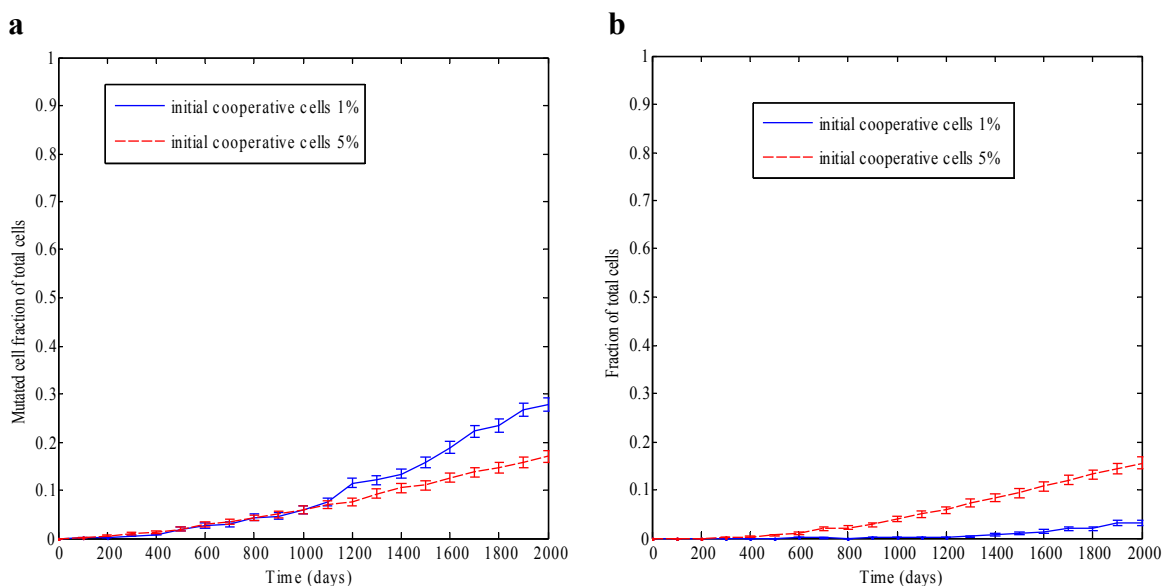 a
1
0.9
0.8
0.7
0.6
0.5
0.4
0.3
0.2
0.1
0
Mutated cell fraction of total cells
initial cooperative cells 1%
initial cooperative cells 5%
0 200 400 600 800 1000 1200 1400 1600 1800 2000
Time (days)
b
1
0.9
0.8
0.7
0.6
0.5
0.4
0.3
0.2
0.1
0
Fraction of total cells
initial cooperative cells 1%
initial cooperative cells 5%
0 200 400 600 800 1000 1200 1400 1600 1800 2000
Time (days)